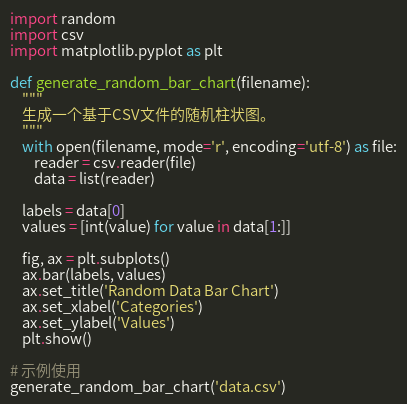 import random
import csv
import matplotlib.pyplot as plt
def generate_random_bar_chart(filename):
"""
生成一个基于CSV文件的随机柱状图。
"""
with open(filename, mode='r', encoding='utf-8') as file:
reader = csv.reader(file)
data = list(reader)
labels = data[0]
values = [int(value) for value in data[1:]]
fig, ax = plt.subplots()
ax.bar(labels, values)
ax.set_title('Random Data Bar Chart')
ax.set_xlabel('Categories')
ax.set_ylabel('Values')
plt.show()
# 示例使用
generate_random_bar_chart('data.csv')